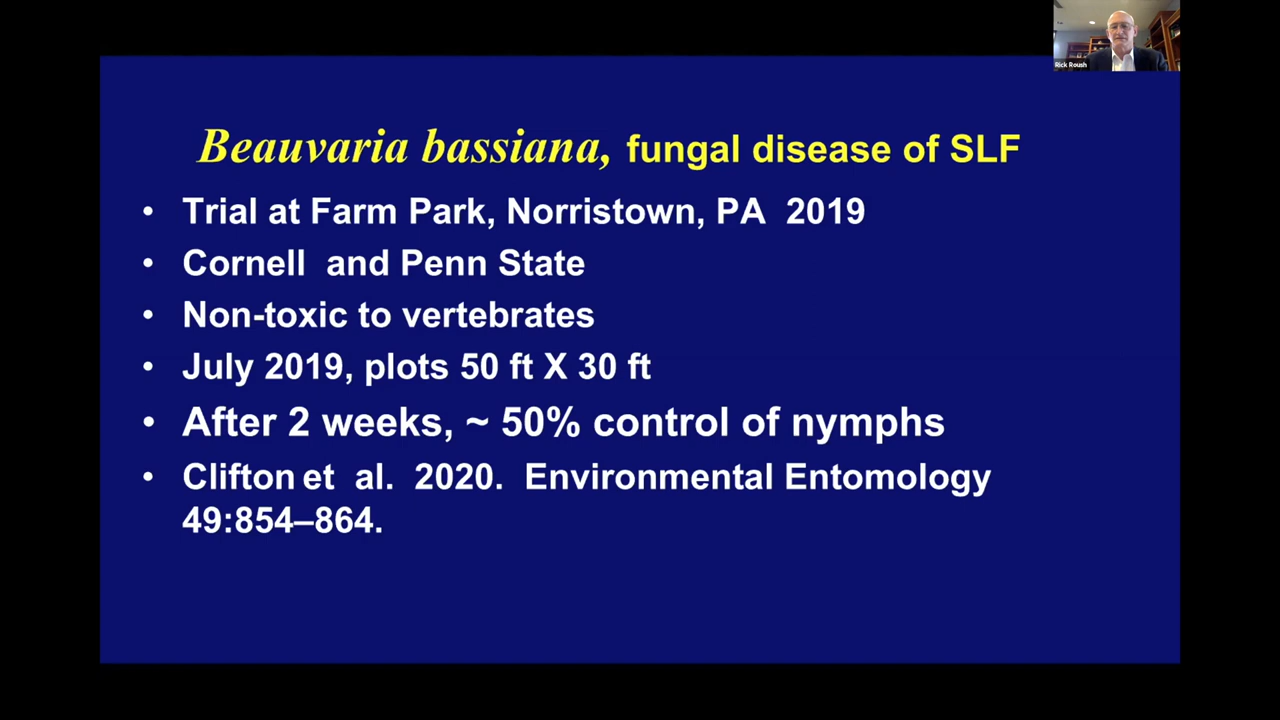 Rick Roush
Beauvaria bassiana, fungal disease of SLF
• Trial at Farm Park, Norristown, PA 2019
• Cornell and Penn State
• Non-toxic to vertebrates
• July 2019, plots 50 ft X 30 ft
• After 2 weeks, ~ 50% control of nymphs
• Clifton et al. 2020. Environmental Entomology
49:854–864.